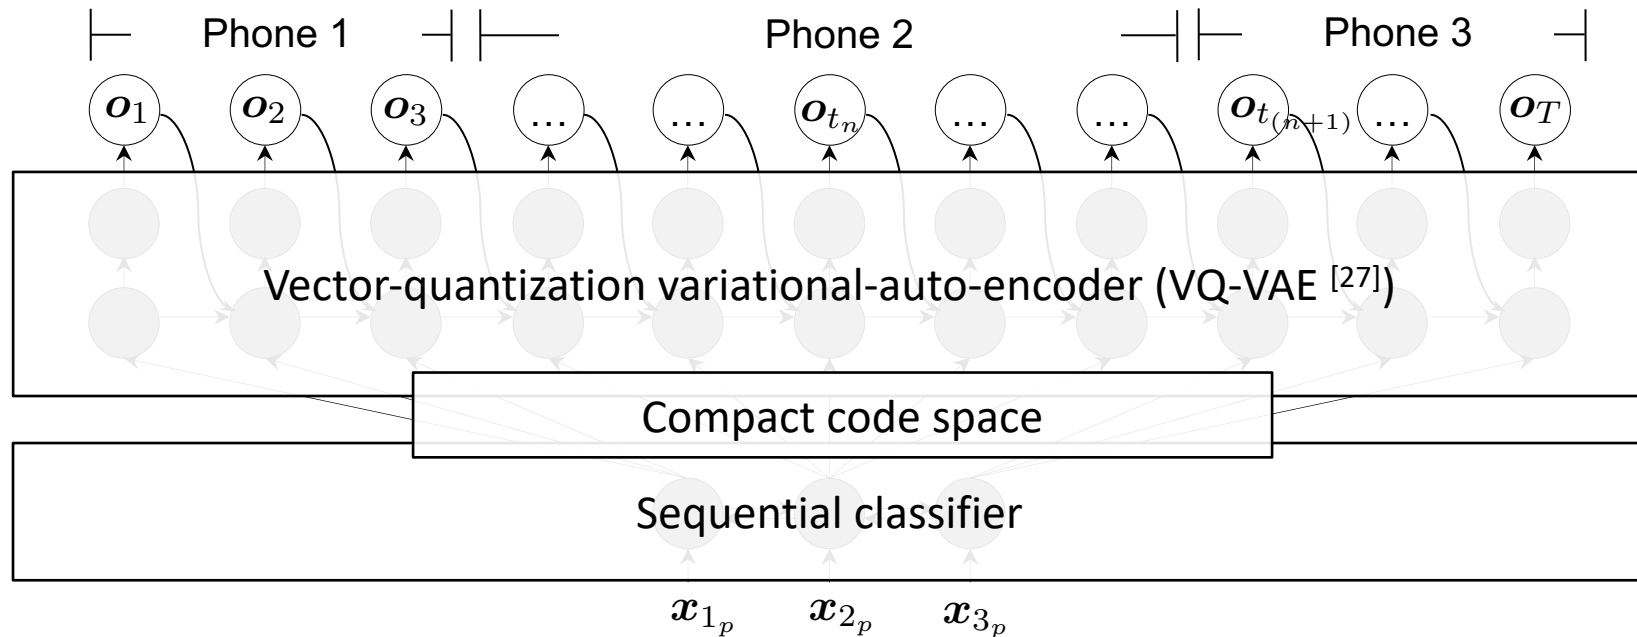 Phone 1 Phone 2 Phone 3
o₁ o₂ o₃ ... ... oₜₙ ... ... oₜ₍ₙ₊₁₎ ... o_T
Vector-quantization variational-auto-encoder (VQ-VAE [27])
Compact code space
Sequential classifier
x₁ₚ x₂ₚ x₃ₚ